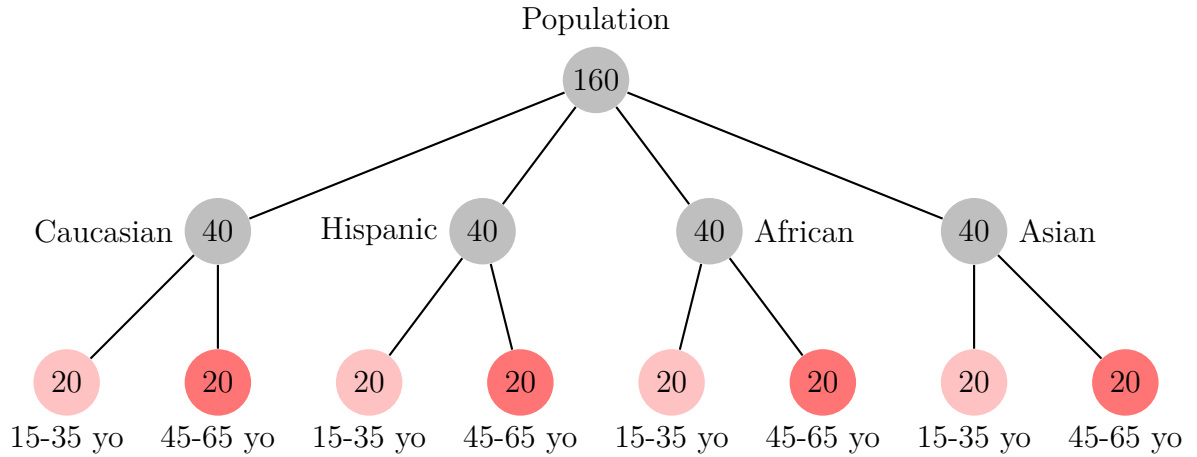 Population
160
Caucasian 40 Hispanic 40 40 African 40 Asian
20 20 20 20 20 20 20 20
15-35 yo 45-65 yo 15-35 yo 45-65 yo 15-35 yo 45-65 yo 15-35 yo 45-65 yo